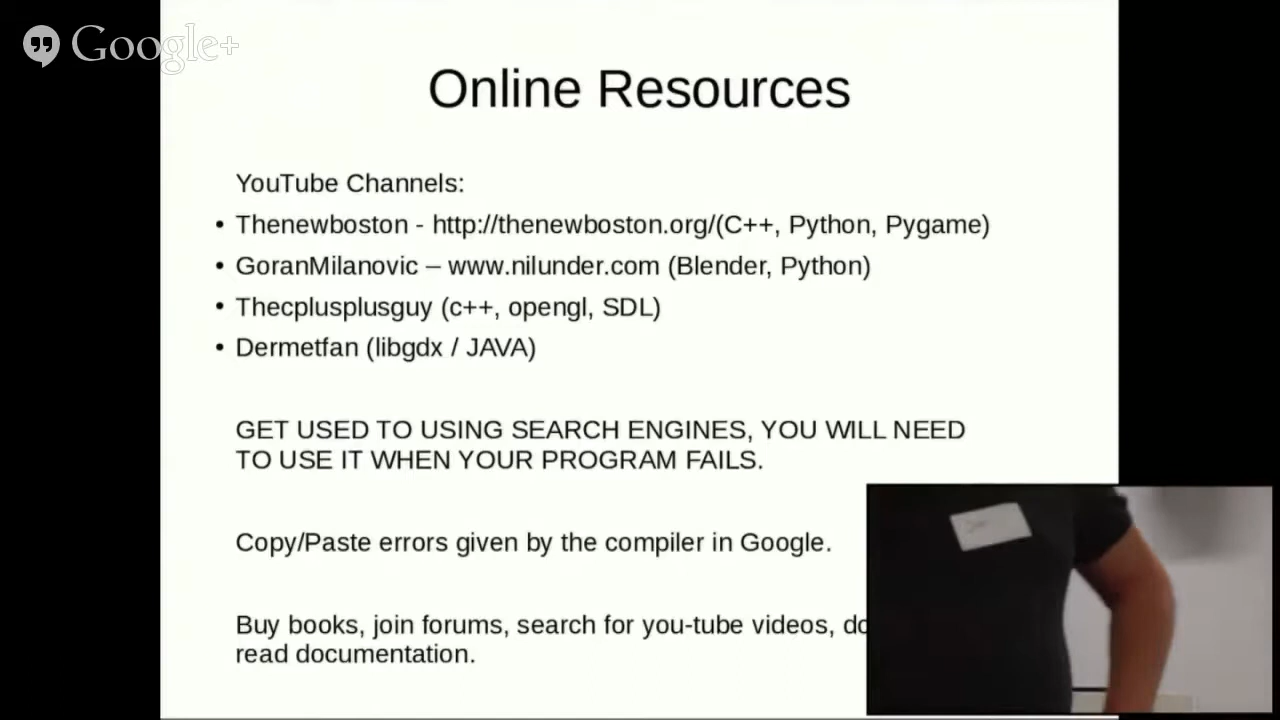 Google+
Online Resources
YouTube Channels:
• Thenewboston - http://thenewboston.org/(C++, Python, Pygame)
• GoranMilanovic – www.nilunder.com (Blender, Python)
• Thecplusplusguy (c++, opengl, SDL)
• Dermetfan (libgdx / JAVA)
GET USED TO USING SEARCH ENGINES, YOU WILL NEED
TO USE IT WHEN YOUR PROGRAM FAILS.
Copy/Paste errors given by the compiler in Google.
Buy books, join forums, search for you-tube videos,
read documentation.